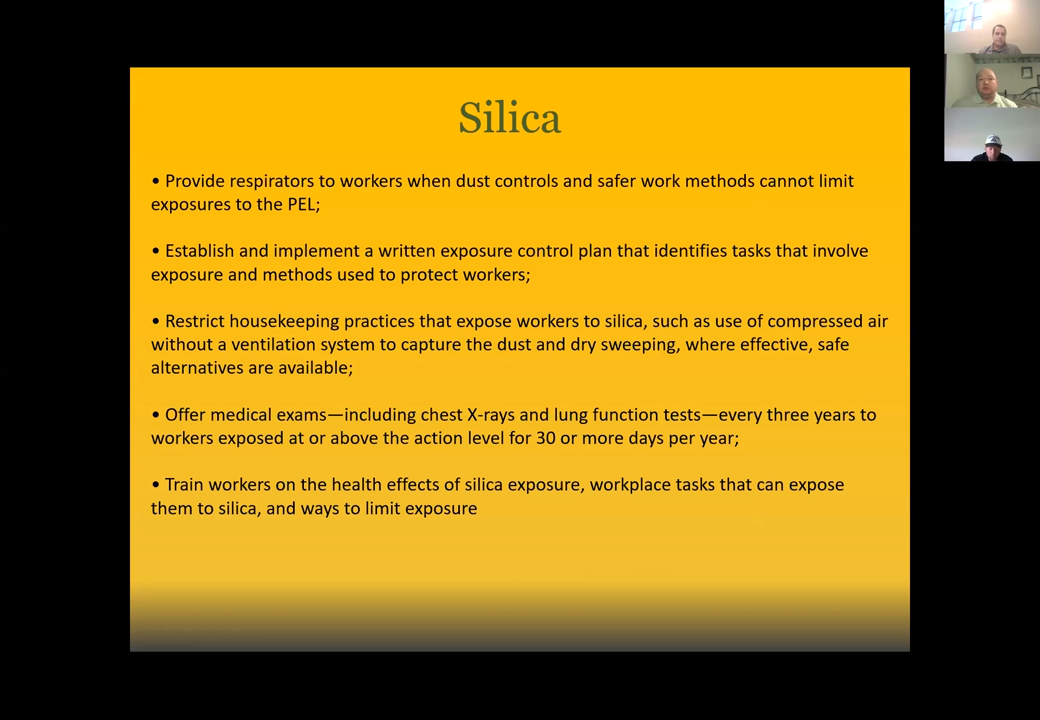 Silica
• Provide respirators to workers when dust controls and safer work methods cannot limit
exposures to the PEL;
• Establish and implement a written exposure control plan that identifies tasks that involve
exposure and methods used to protect workers;
• Restrict housekeeping practices that expose workers to silica, such as use of compressed air
without a ventilation system to capture the dust and dry sweeping, where effective, safe
alternatives are available;
• Offer medical exams—including chest X-rays and lung function tests—every three years to
workers exposed at or above the action level for 30 or more days per year;
• Train workers on the health effects of silica exposure, workplace tasks that can expose
them to silica, and ways to limit exposure